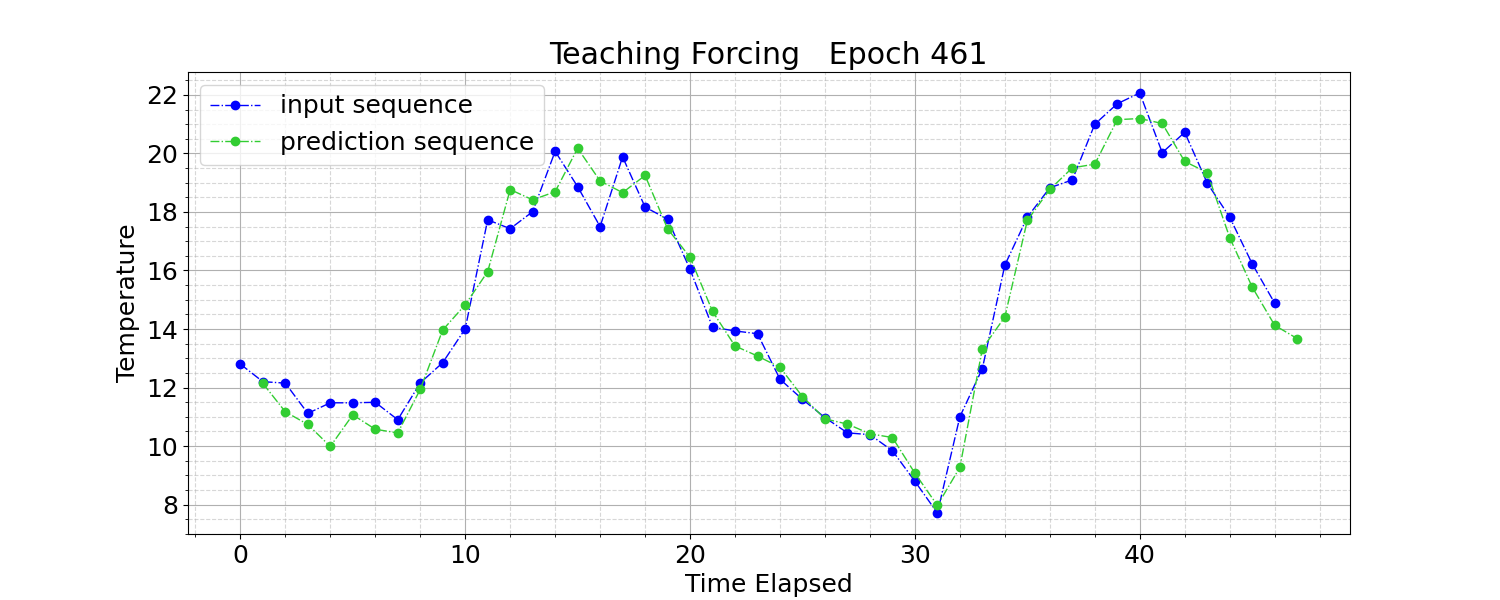 Teaching Forcing   Epoch 461
input sequence
prediction sequence
Temperature
22
20
18
16
14
12
10
8
0 10 20 30 40
Time Elapsed